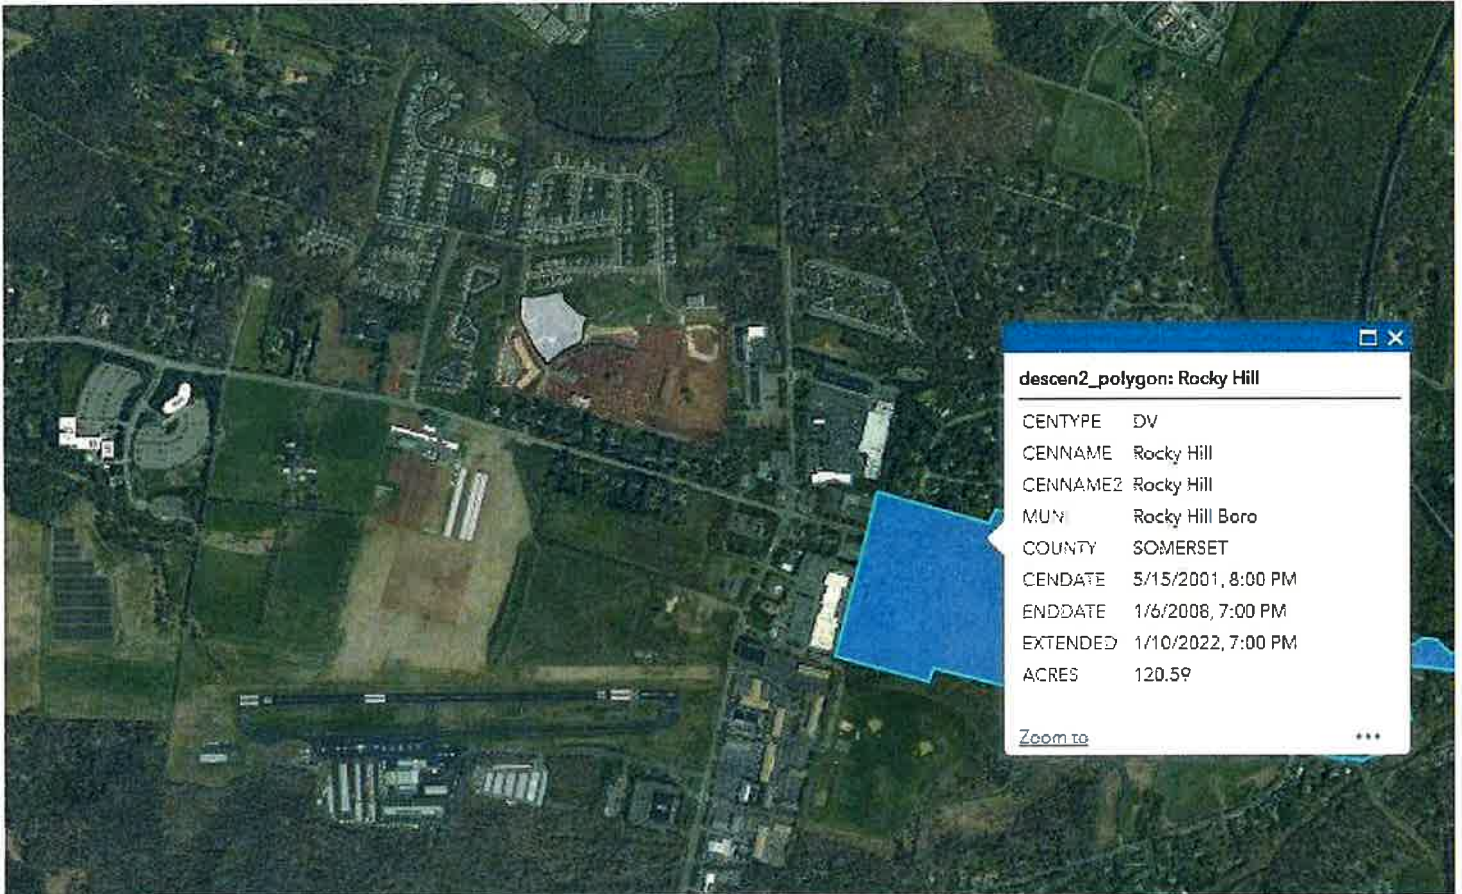 descen2_polygon: Rocky Hill
CENTYPE DV
CENNAME Rocky Hill
CENNAME2 Rocky Hill
MUNI Rocky Hill Boro
COUNTY SOMERSET
CENDATE 5/15/2001, 8:00 PM
ENDDATE 1/6/2008, 7:00 PM
EXTENDED 1/10/2022, 7:00 PM
ACRES 120.59
Zoom to